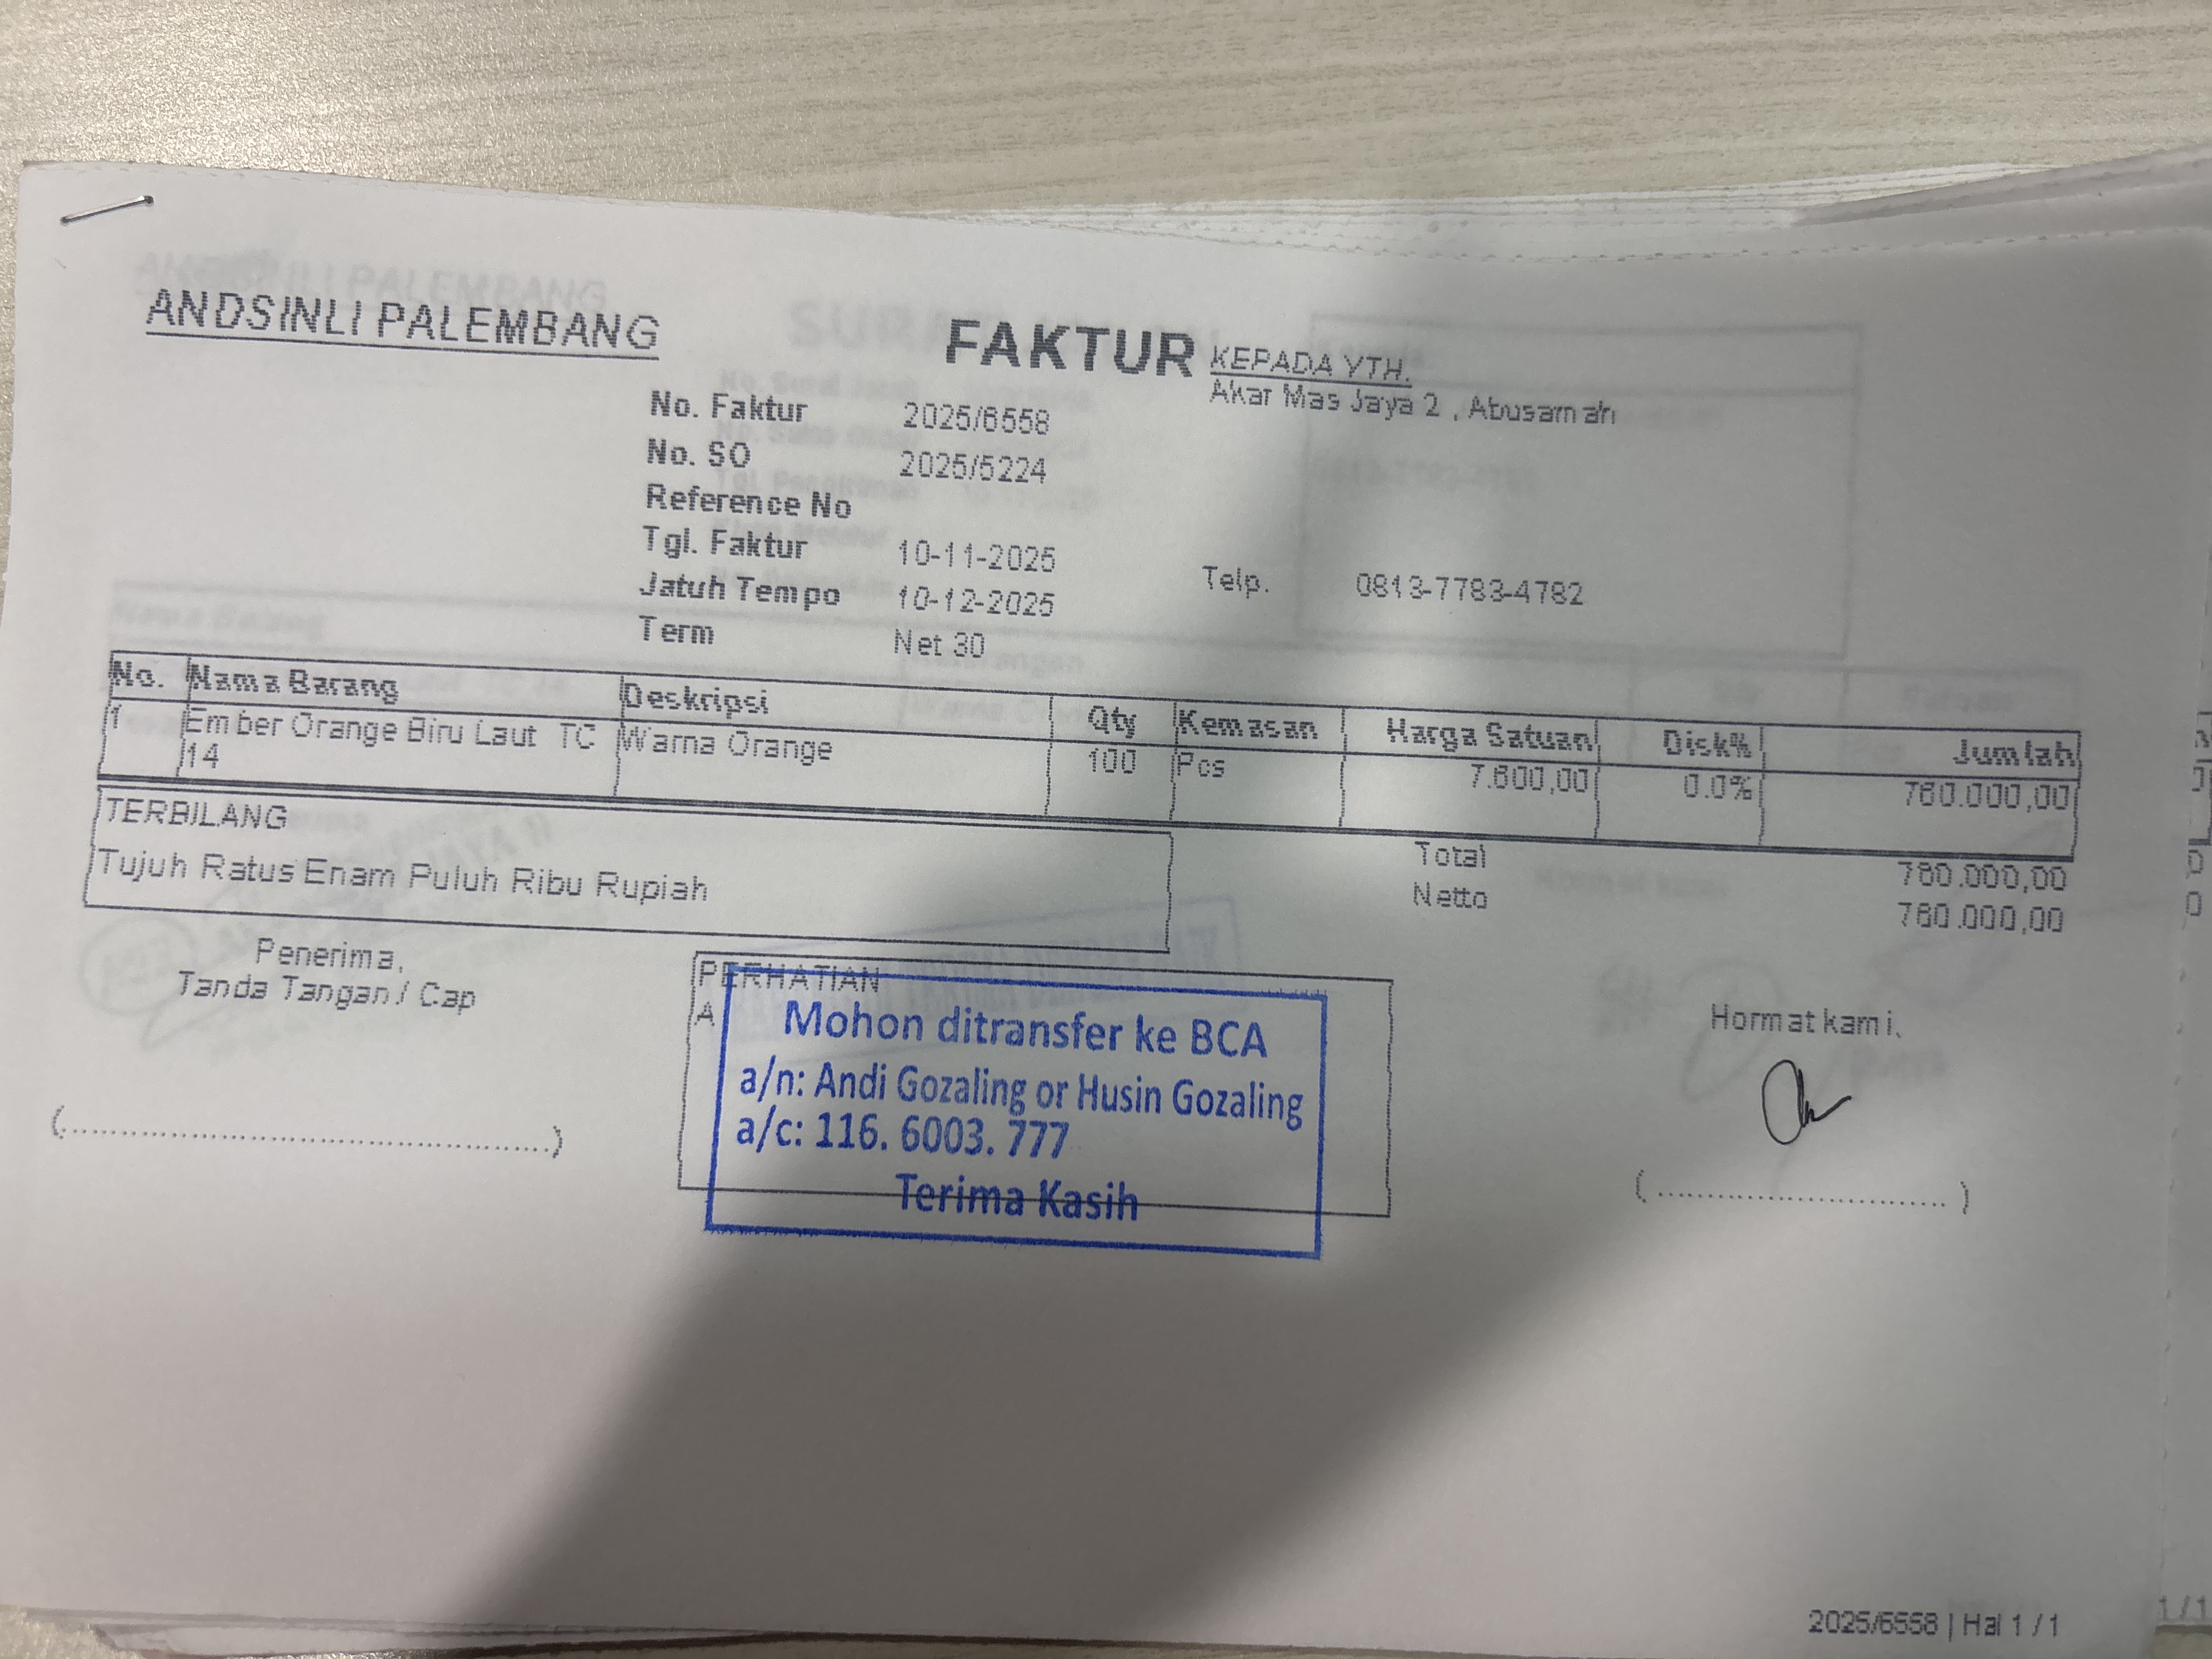 ANDSINLI PALEMBANG
FAKTUR
KEPADA YTH.
Akar Mas Jaya 2 , Abusamah
No. Faktur 2025/6558
No. SO 2025/5224
Reference No
Tgl. Faktur 10-11-2025
Jatuh Tempo 10-12-2025
Telp. 0813-7783-4782
Term Net 30
No. Nama Barang Deskripsi Qty Kemasan Harga Satuan Disk% Jumlah
1 Ember Orange Biru Laut TC Warna Orange 100 Pcs 7.600,00 0.0% 760.000,00
14
TERBILANG
Tujuh Ratus Enam Puluh Ribu Rupiah
Total 760.000,00
Netto 760.000,00
Penerima,
Tanda Tangan / Cap
PERHATIAN
A
Mohon ditransfer ke BCA
a/n: Andi Gozaling or Husin Gozaling
a/c: 116. 6003. 777
Terima Kasih
Hormat kami.
(..................................................)
( ............................. )
2025/6558 | Hal 1 / 1